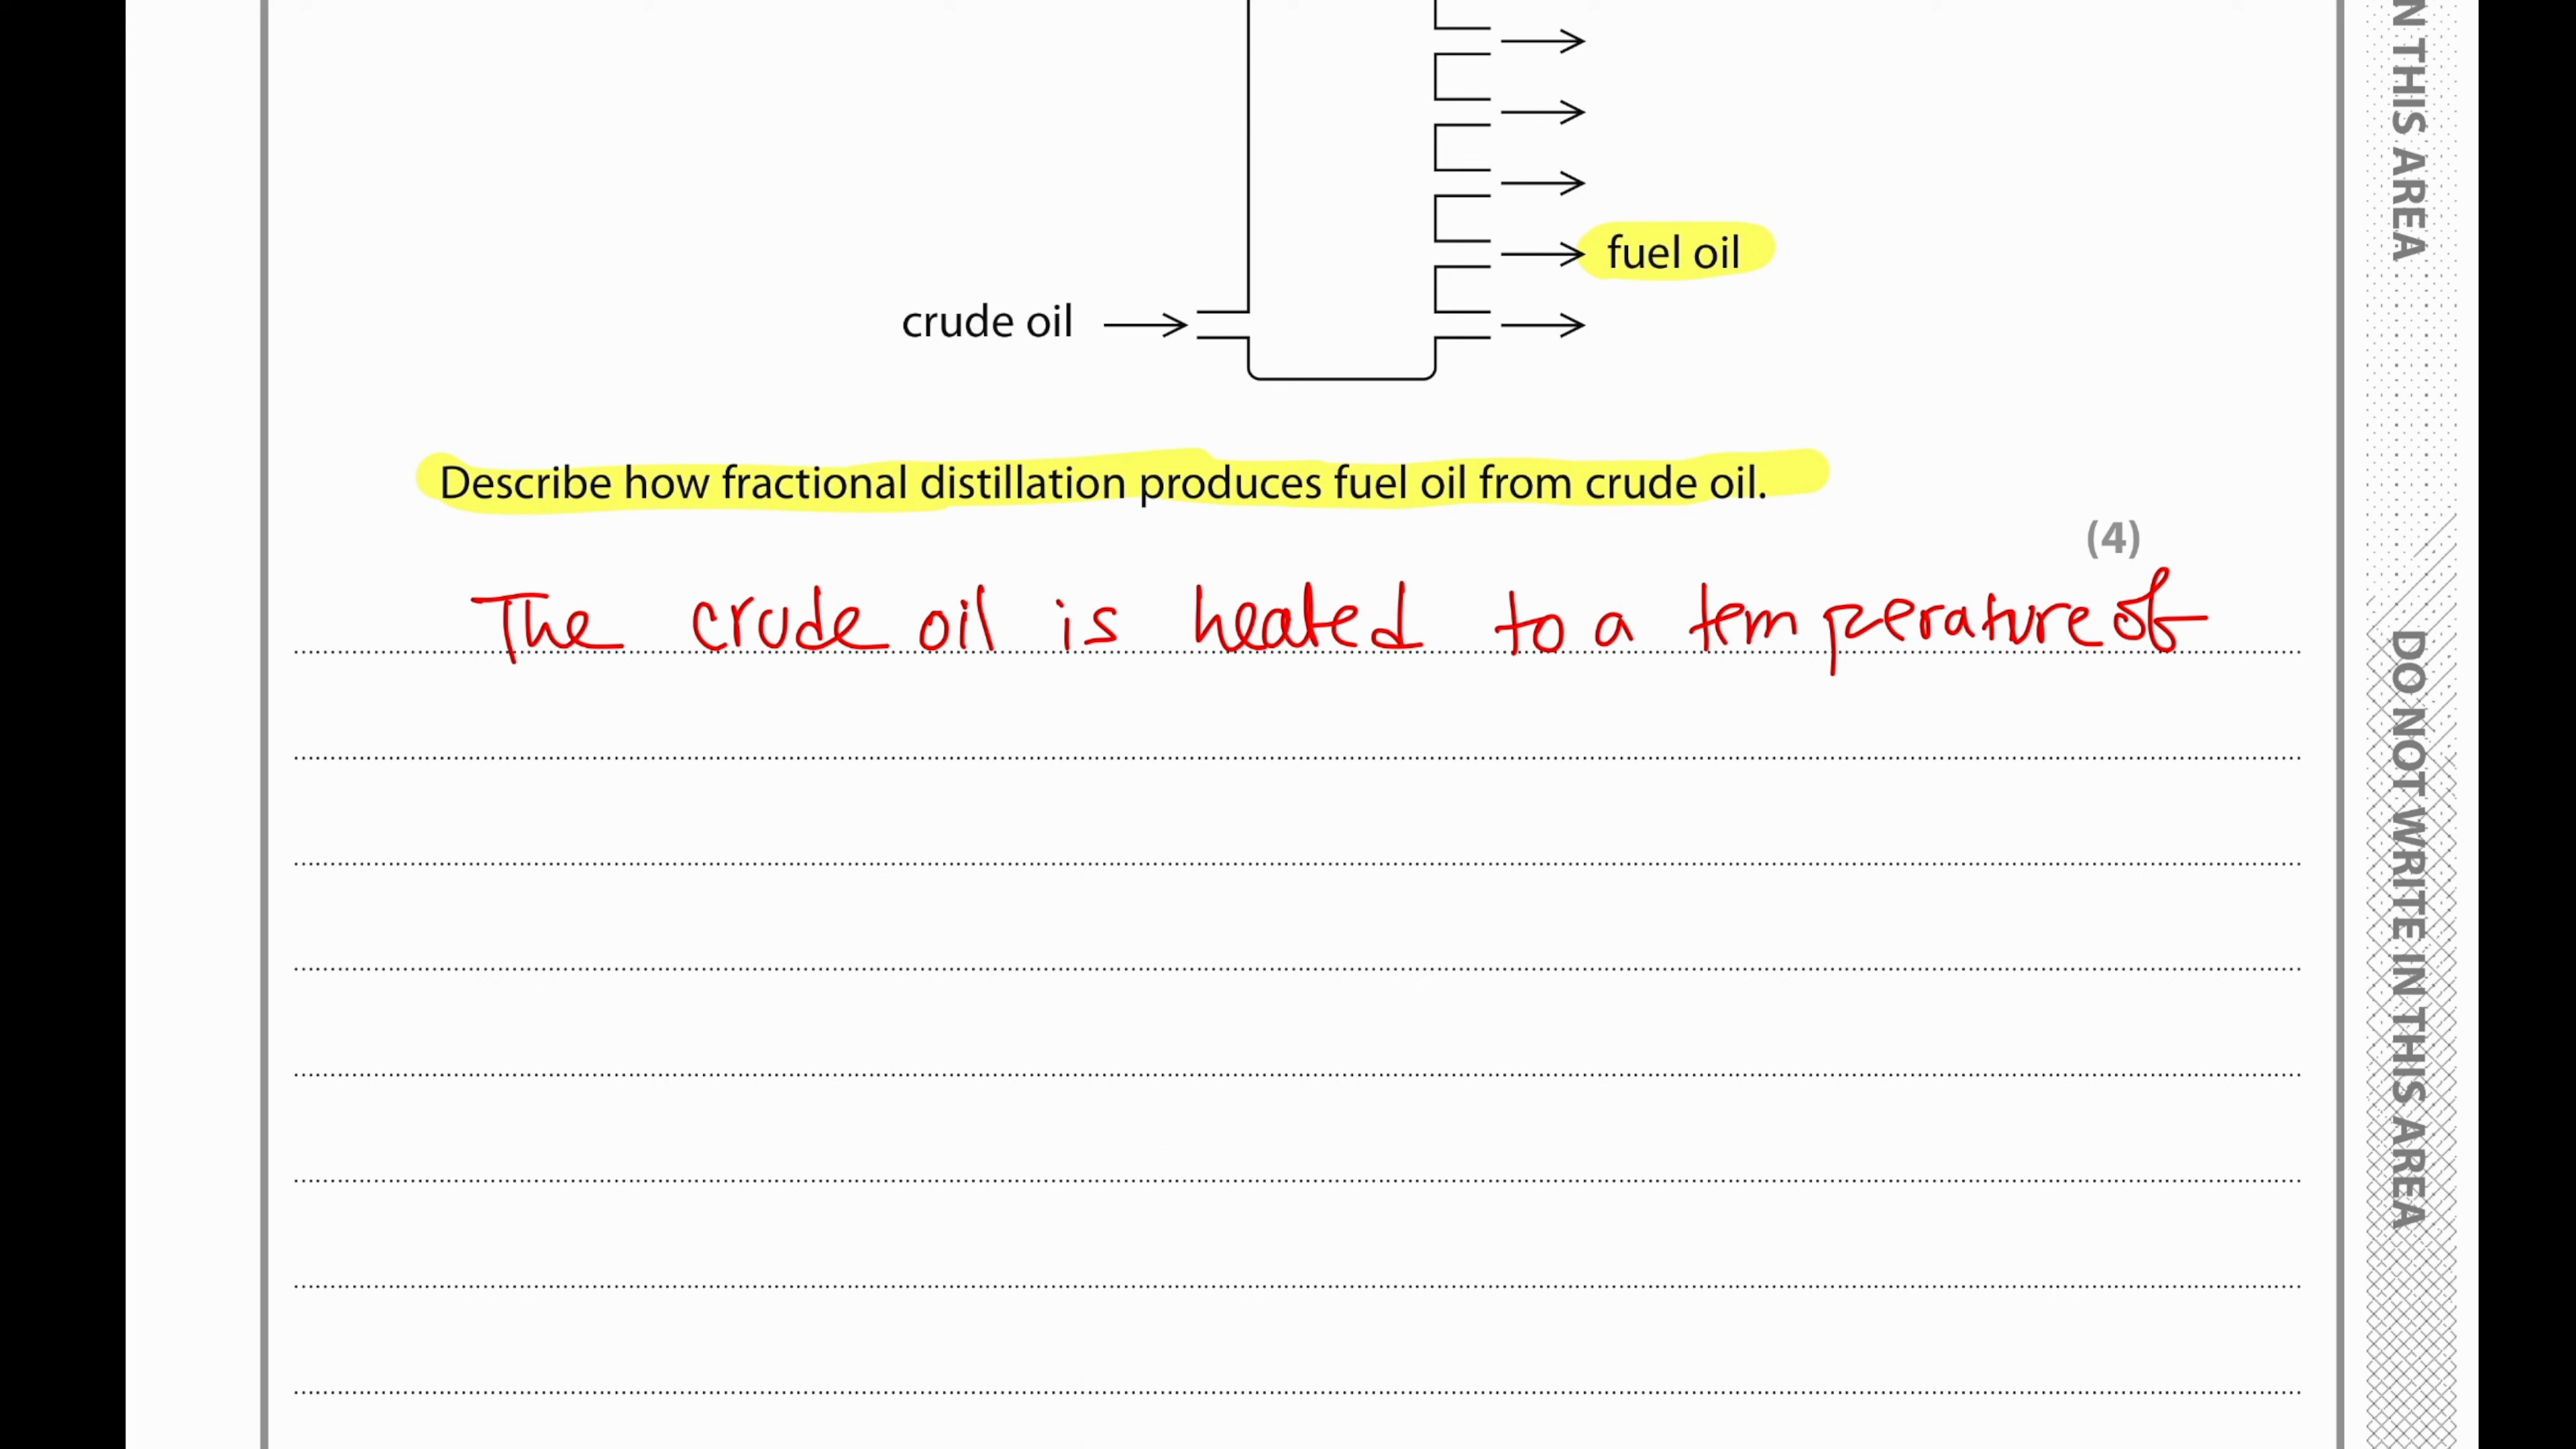 fuel oil
crude oil
Describe how fractional distillation produces fuel oil from crude oil.
(4)
The crude oil is heated to a temperature of
N THIS AREA
DO NOT WRITE IN THIS AREA